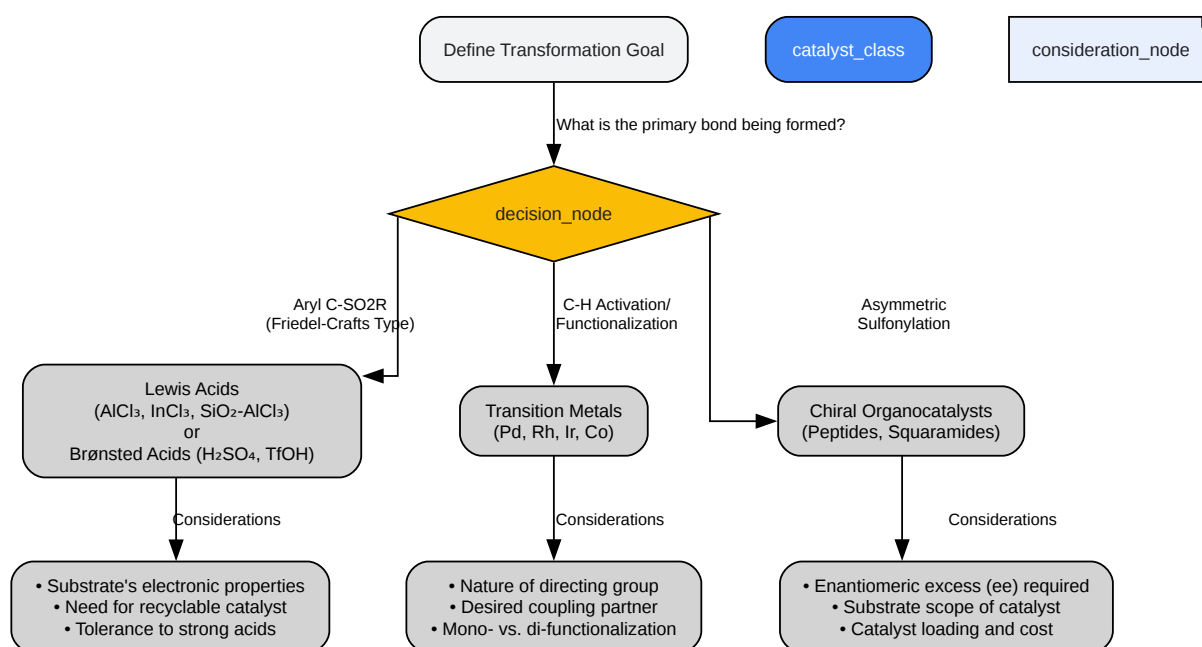 Define Transformation Goal
catalyst_class
consideration_node
What is the primary bond being formed?
decision_node
Aryl C-SO2R
(Friedel-Crafts Type)
C-H Activation/
Functionalization
Asymmetric
Sulfonylation
Lewis Acids
(AlCl₃, InCl₃, SiO₂-AlCl₃)
or
Brønsted Acids (H₂SO₄, TfOH)
Transition Metals
(Pd, Rh, Ir, Co)
Chiral Organocatalysts
(Peptides, Squaramides)
Considerations
Considerations
Considerations
• Substrate's electronic properties
• Need for recyclable catalyst
• Tolerance to strong acids
• Nature of directing group
• Desired coupling partner
• Mono- vs. di-functionalization
• Enantiomeric excess (ee) required
• Substrate scope of catalyst
• Catalyst loading and cost